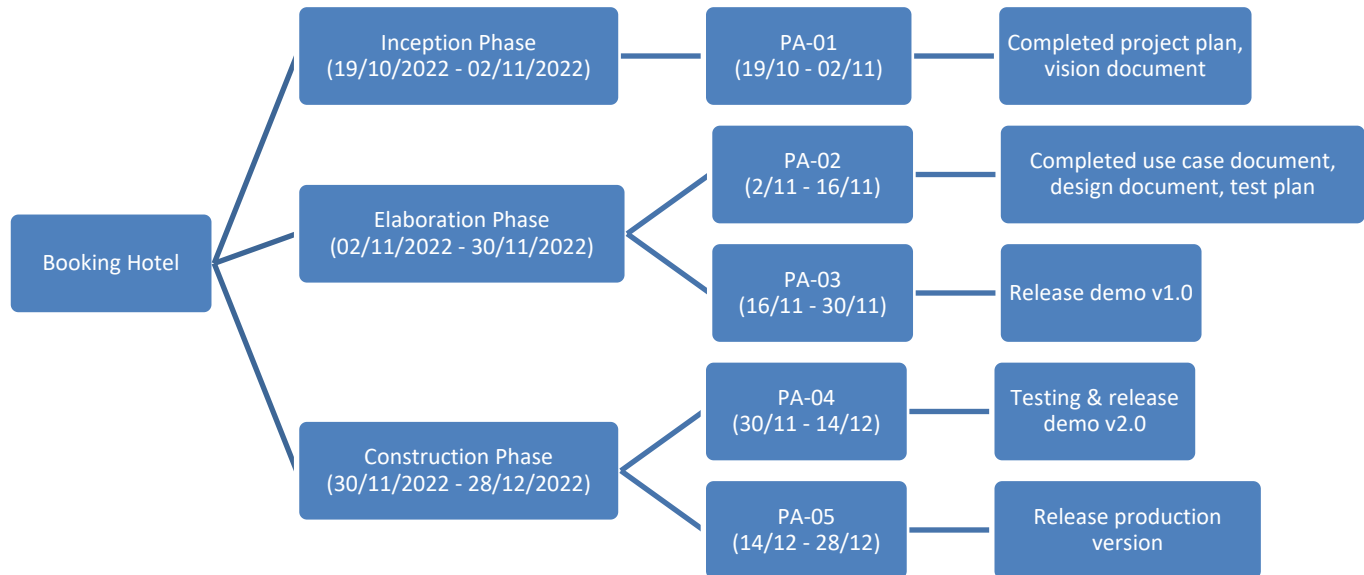 Booking Hotel
Inception Phase
(19/10/2022 - 02/11/2022)
PA-01
(19/10 - 02/11)
Completed project plan,
vision document
Elaboration Phase
(02/11/2022 - 30/11/2022)
PA-02
(2/11 - 16/11)
Completed use case document,
design document, test plan
PA-03
(16/11 - 30/11)
Release demo v1.0
Construction Phase
(30/11/2022 - 28/12/2022)
PA-04
(30/11 - 14/12)
Testing & release
demo v2.0
PA-05
(14/12 - 28/12)
Release production
version